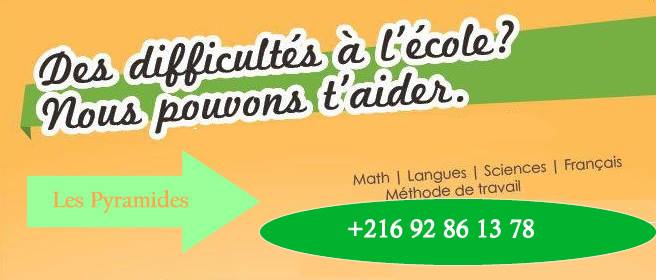 Des difficultés à l'école?
Nous pouvons t'aider.
Math | Langues | Sciences | Français
Méthode de travail
Les Pyramides
+216 92 86 13 78